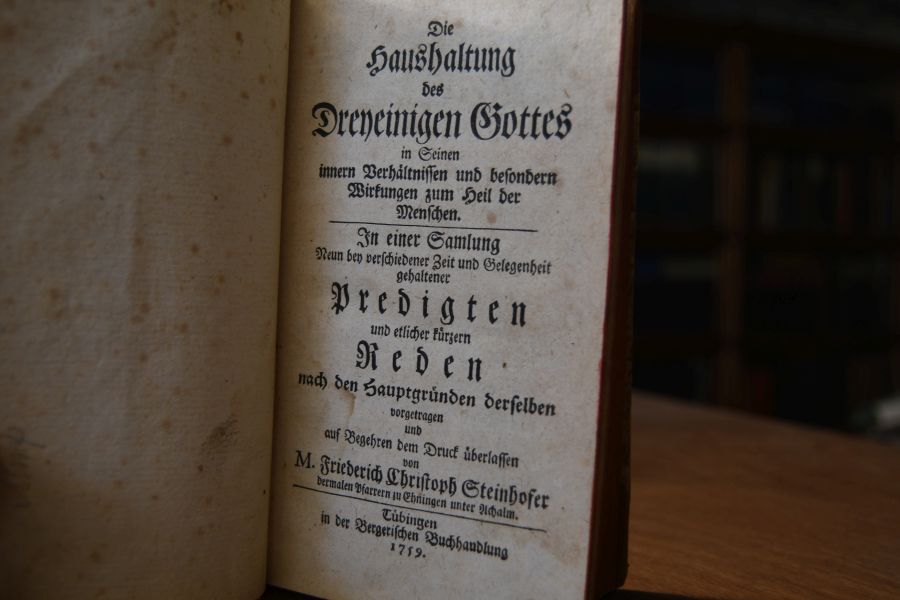 Die
Haushaltung
des
Dreyeinigen Gottes
in Seinen
innern Verhältnissen und besondern
Wirkungen zum Heil der
Menschen.
In einer Samlung
Neun bey verschiedener Zeit und Gelegenheit
gehaltener
Predigten
und etlicher kürzern
Reden
nach den Hauptgründen derselben
vorgetragen
und
auf Begehren dem Druck überlassen
von
M. Friederich Christoph Steinhofer
dermalen Pfarrern zu Ehningen unter Achalm.
Tübingen
in der Bergerischen Buchhandlung
1759.